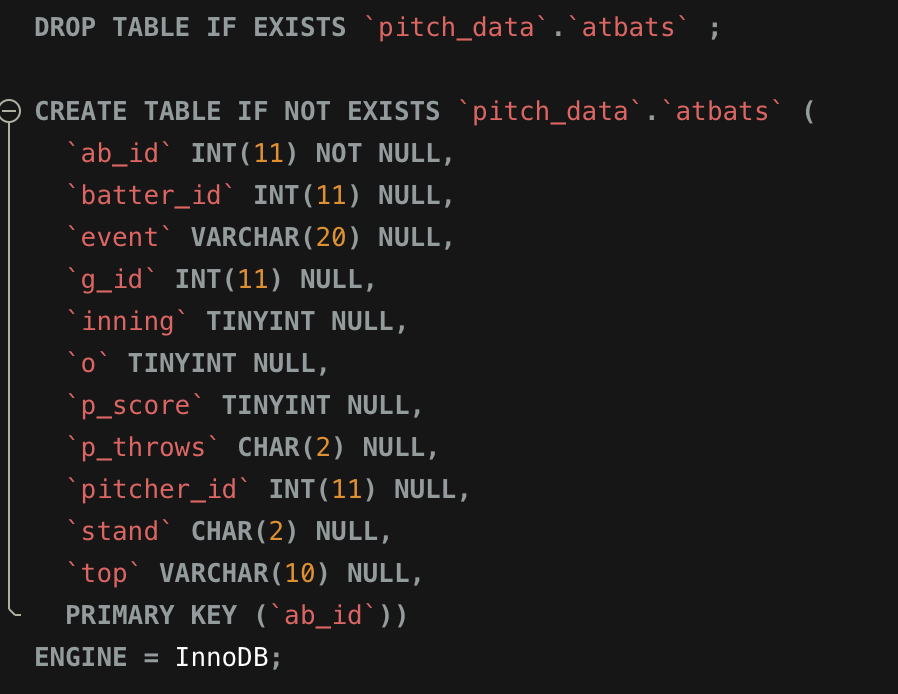 DROP TABLE IF EXISTS `pitch_data`.`atbats` ;
CREATE TABLE IF NOT EXISTS `pitch_data`.`atbats` (
`ab_id` INT(11) NOT NULL,
`batter_id` INT(11) NULL,
`event` VARCHAR(20) NULL,
`g_id` INT(11) NULL,
`inning` TINYINT NULL,
`o` TINYINT NULL,
`p_score` TINYINT NULL,
`p_throws` CHAR(2) NULL,
`pitcher_id` INT(11) NULL,
`stand` CHAR(2) NULL,
`top` VARCHAR(10) NULL,
PRIMARY KEY (`ab_id`))
ENGINE = InnoDB;